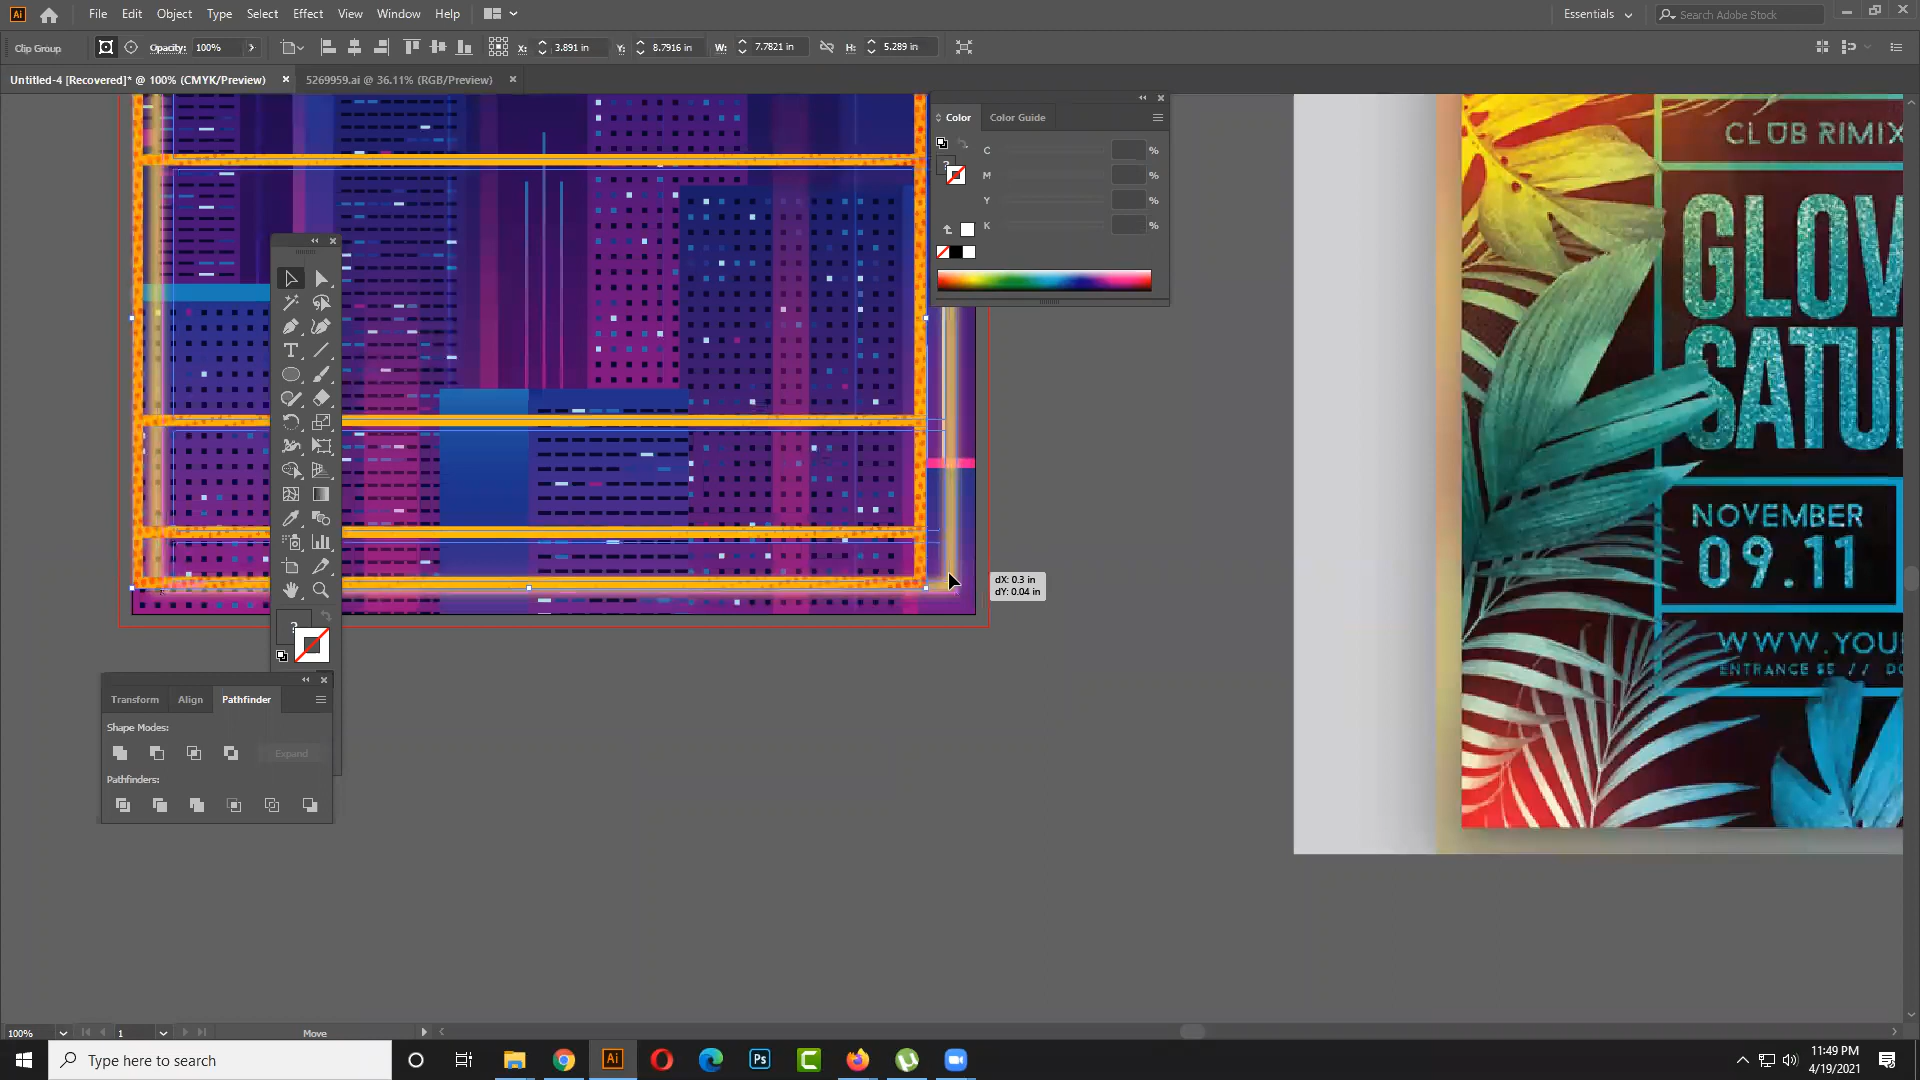 File Edit Object Type Select Effect View Window Help
Essentials
Search Adobe Stock
Clip Group
Opacity: 100%
X: 3.891 in
Y: 8.7916 in
W: 7.7821 in
H: 5.289 in
Untitled-4 [Recovered]* @ 100% (CMYK/Preview)
5269959.ai @ 36.11% (RGB/Preview)
Color
Color Guide
C %
M %
Y %
K %
?
CLUB RIMIX
GLOW
SATU
NOVEMBER
09.11
WWW.YOU
ENTRANCE $5 //
dX: 0.3 in
dY: 0.04 in
?
Transform Align Pathfinder
Shape Modes:
Expand
Pathfinders:
100%
1
Move
Type here to search
Ai
Ps
C
11:49 PM
4/19/2021